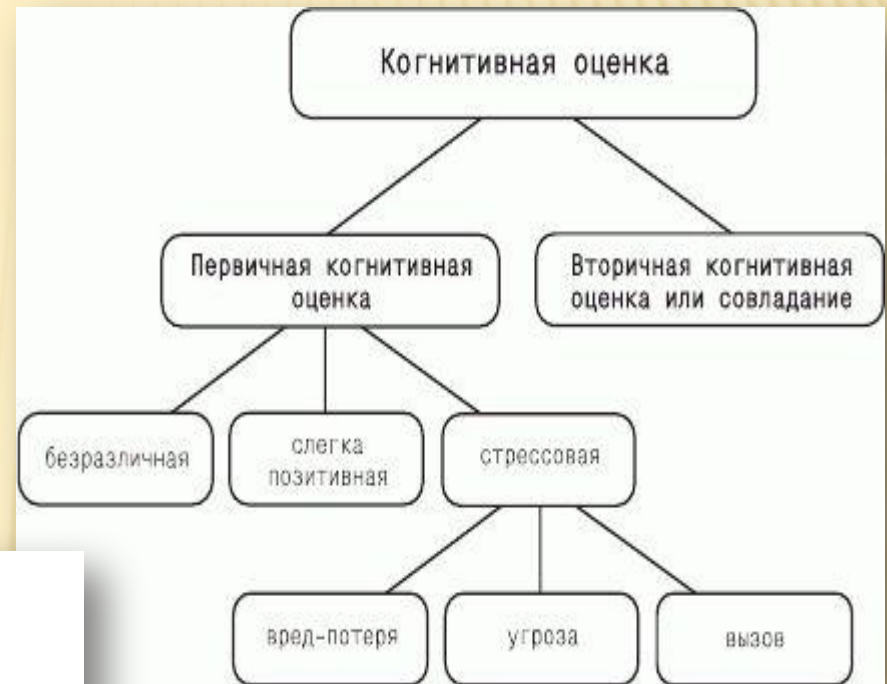 Когнитивная оценка
Первичная когнитивная
оценка
Вторичная когнитивная
оценка или совладание
безразличная
слегка
позитивная
стрессовая
вред-потеря
угроза
вызов